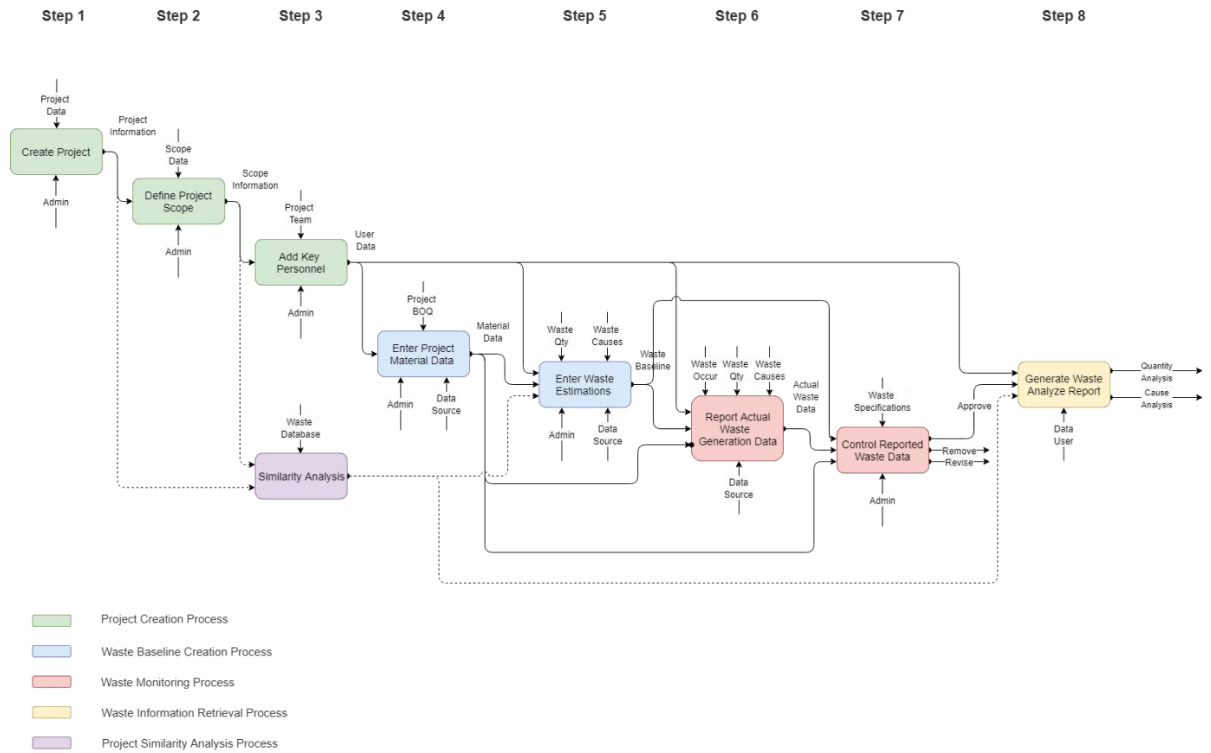 Step 1
Step 2
Step 3
Step 4
Step 5
Step 6
Step 7
Step 8
Project
Data
Create Project
Admin
Project
Information
Scope
Data
Define Project
Scope
Admin
Scope
Information
Project
Team
Add Key
Personnel
Admin
User
Data
Project
BOQ
Enter Project
Material Data
Admin
Data
Source
Material
Data
Waste
Database
Similarity Analysis
Waste
Qty
Waste
Causes
Enter Waste
Estimations
Admin
Data
Source
Waste
Baseline
Waste
Occur
Waste
Qty
Waste
Causes
Report Actual
Waste
Generation Data
Data
Source
Actual
Waste Data
Waste
Specifications
Control Reported
Waste Data
Admin
Approve
Remove
Revise
Generate Waste
Analyze Report
Data
User
Quantity
Analysis
Cause
Analysis
Project Creation Process
Waste Baseline Creation Process
Waste Monitoring Process
Waste Information Retrieval Process
Project Similarity Analysis Process